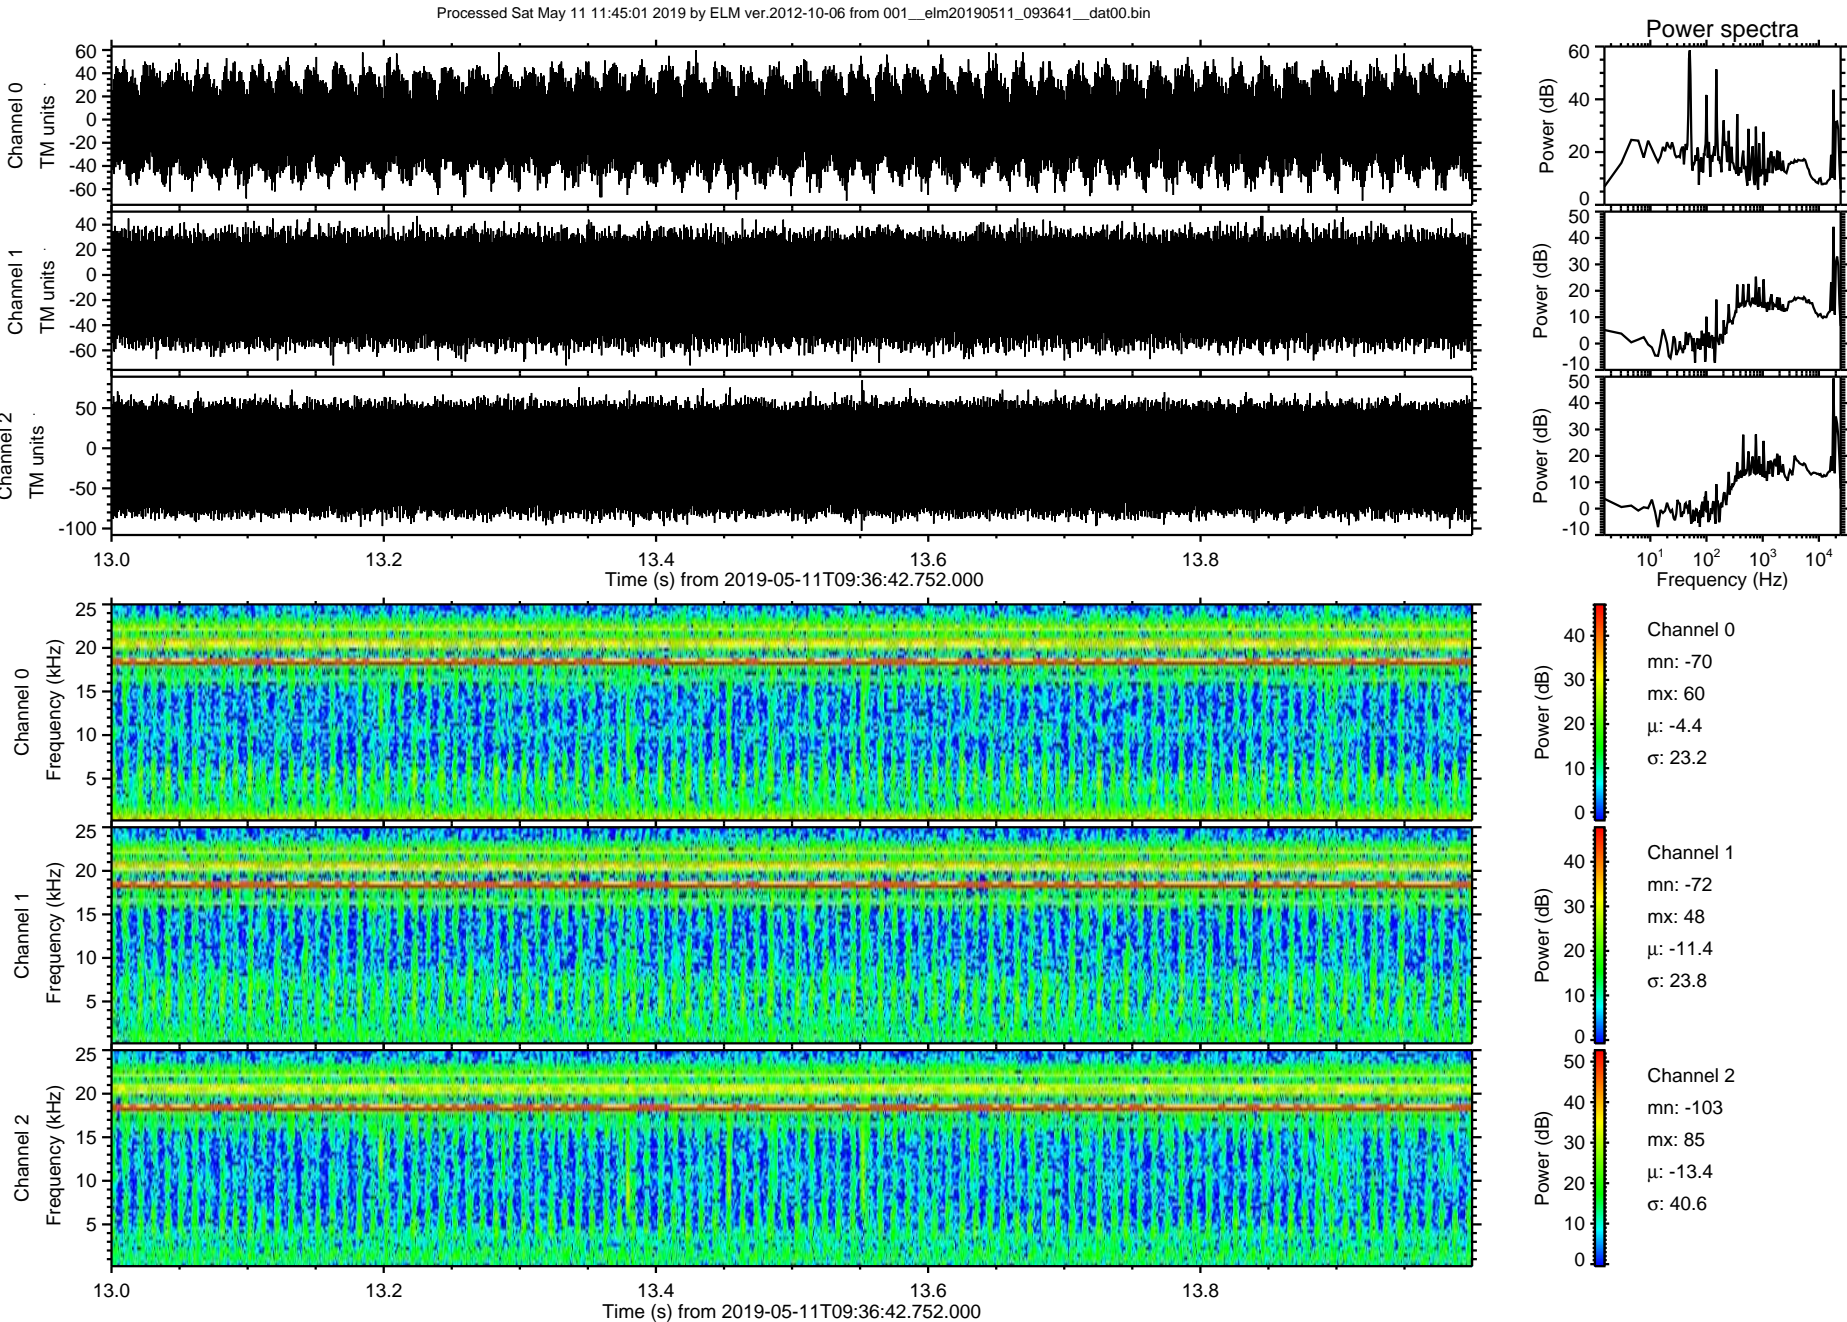 Processed Sat May 11 11:45:01 2019 by ELM ver.2012-10-06 from 001__elm20190511_093641__dat00.bin
Power spectra
Channel 0
TM units
60
40
20
0
-20
-40
-60
Power (dB)
60
40
20
0
Channel 1
TM units
40
20
0
-20
-40
-60
Power (dB)
50
40
30
20
10
0
-10
Channel 2
TM units
50
0
-50
-100
Power (dB)
50
40
30
20
10
0
-10
13.0 13.2 13.4 13.6 13.8
Time (s) from 2019-05-11T09:36:42.752.000
10^1 10^2 10^3 10^4
Frequency (Hz)
Channel 0
Frequency (kHz)
25
20
15
10
5
Power (dB)
40
30
20
10
0
Channel 0
mn: -70
mx: 60
μ: -4.4
σ: 23.2
Channel 1
Frequency (kHz)
25
20
15
10
5
Power (dB)
40
30
20
10
0
Channel 1
mn: -72
mx: 48
μ: -11.4
σ: 23.8
Channel 2
Frequency (kHz)
25
20
15
10
5
Power (dB)
50
40
30
20
10
0
Channel 2
mn: -103
mx: 85
μ: -13.4
σ: 40.6
13.0 13.2 13.4 13.6 13.8
Time (s) from 2019-05-11T09:36:42.752.000